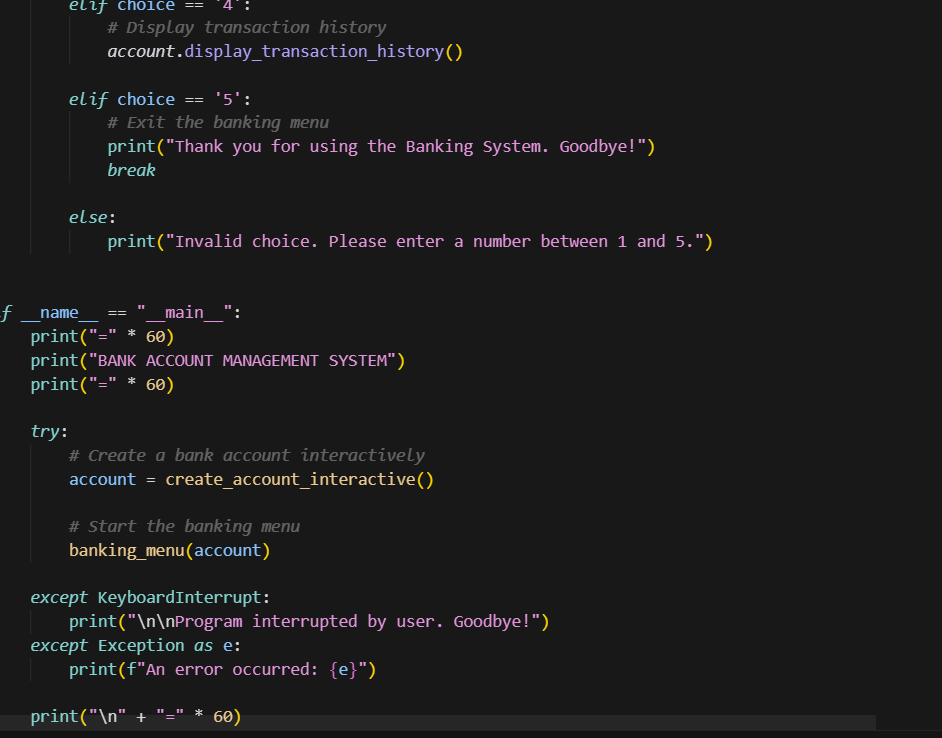 elif choice == '4':
# Display transaction history
account.display_transaction_history()
elif choice == '5':
# Exit the banking menu
print("Thank you for using the Banking System. Goodbye!")
break
else:
print("Invalid choice. Please enter a number between 1 and 5.")
f __name__ == "__main__":
print("=" * 60)
print("BANK ACCOUNT MANAGEMENT SYSTEM")
print("=" * 60)
try:
# Create a bank account interactively
account = create_account_interactive()
# Start the banking menu
banking_menu(account)
except KeyboardInterrupt:
print("\n\nProgram interrupted by user. Goodbye!")
except Exception as e:
print(f"An error occurred: {e}")
print("\n" + "=" * 60)